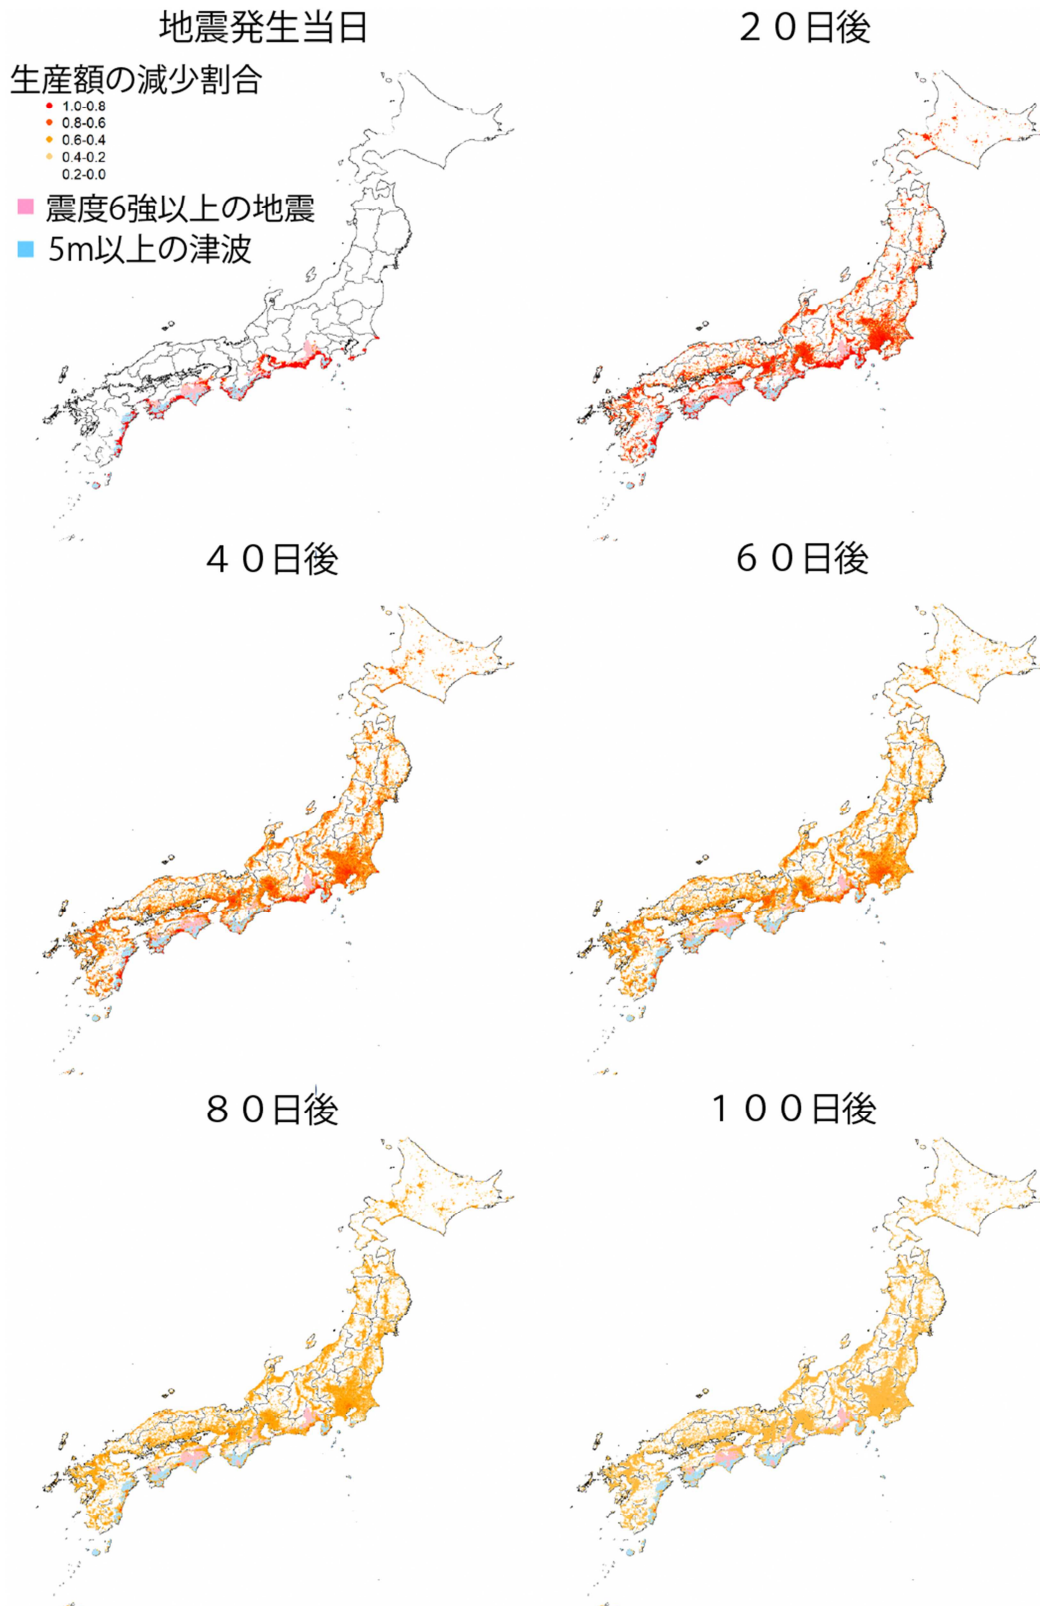 地震発生当日
２０日後
生産額の減少割合
1.0-0.8
0.8-0.6
0.6-0.4
0.4-0.2
0.2-0.0
震度6強以上の地震
5m以上の津波
４０日後
６０日後
８０日後
１００日後